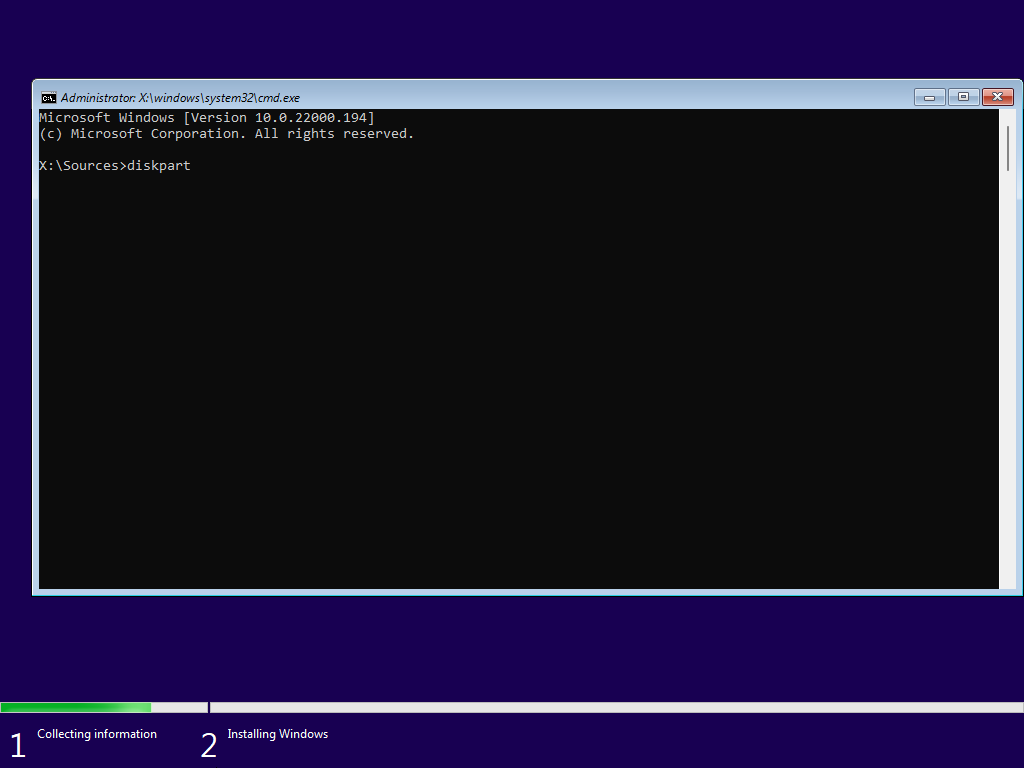 Administrator: X:\windows\system32\cmd.exe
Microsoft Windows [Version 10.0.22000.194]
(c) Microsoft Corporation. All rights reserved.
X:\Sources>diskpart
1 Collecting information
2 Installing Windows